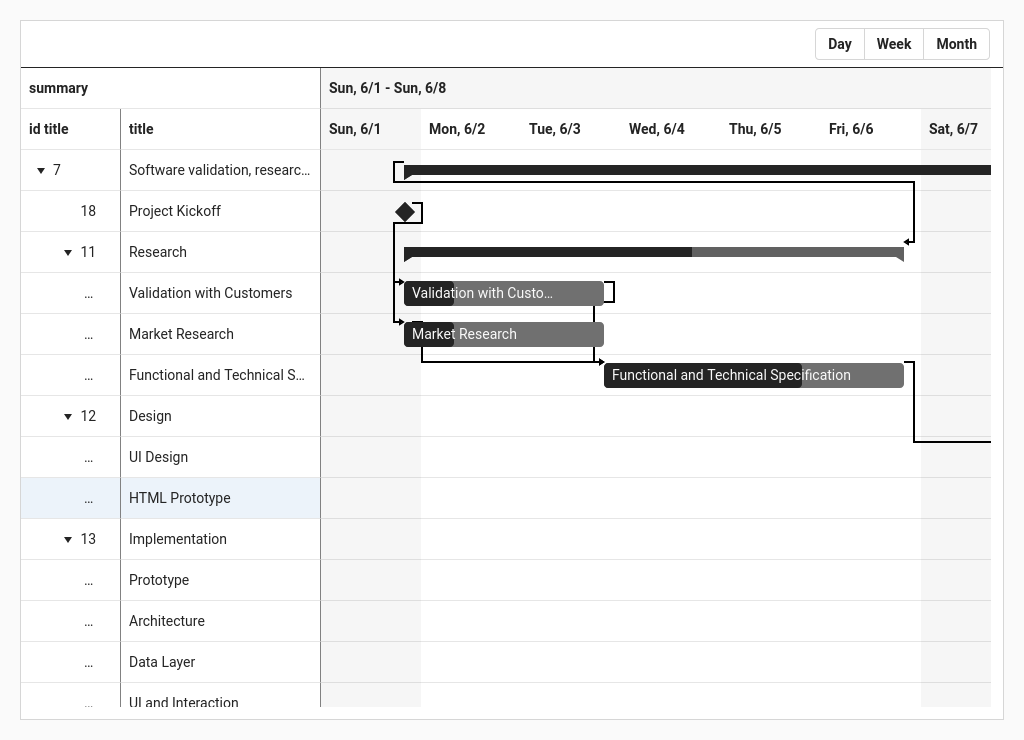 Day Week Month
summary Sun, 6/1 - Sun, 6/8
id title title Sun, 6/1 Mon, 6/2 Tue, 6/3 Wed, 6/4 Thu, 6/5 Fri, 6/6 Sat, 6/7
7 Software validation, researc…
18 Project Kickoff
11 Research
… Validation with Customers Validation with Custo…
… Market Research Market Research
… Functional and Technical S… Functional and Technical Specification
12 Design
… UI Design
… HTML Prototype
13 Implementation
… Prototype
… Architecture
… Data Layer
… UI and Interaction